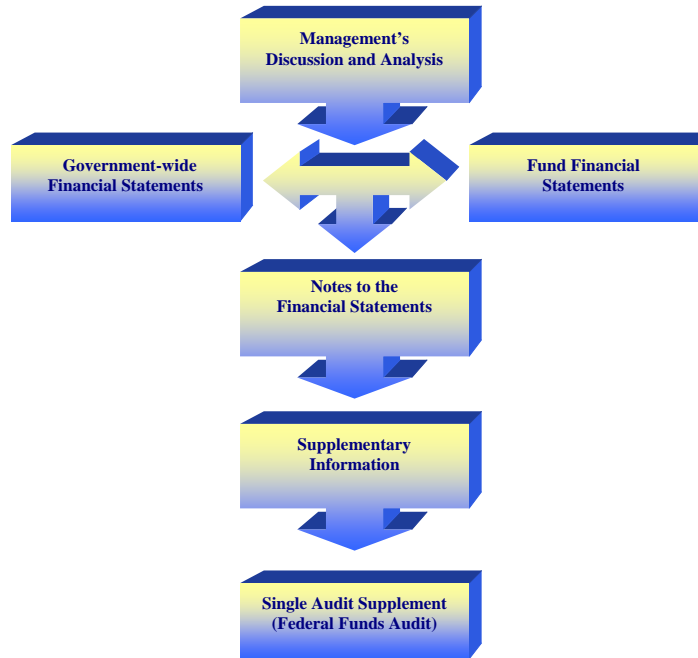 Management’s
Discussion and Analysis
Government-wide
Financial Statements
Fund Financial
Statements
Notes to the
Financial Statements
Supplementary
Information
Single Audit Supplement
(Federal Funds Audit)